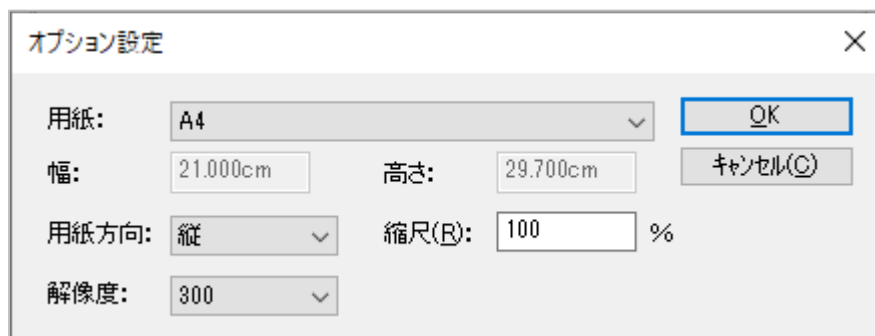 オプション設定
用紙: A4 OK
幅: 21.000cm 高さ: 29.700cm キャンセル(C)
用紙方向: 縦 縮尺(R): 100 %
解像度: 300